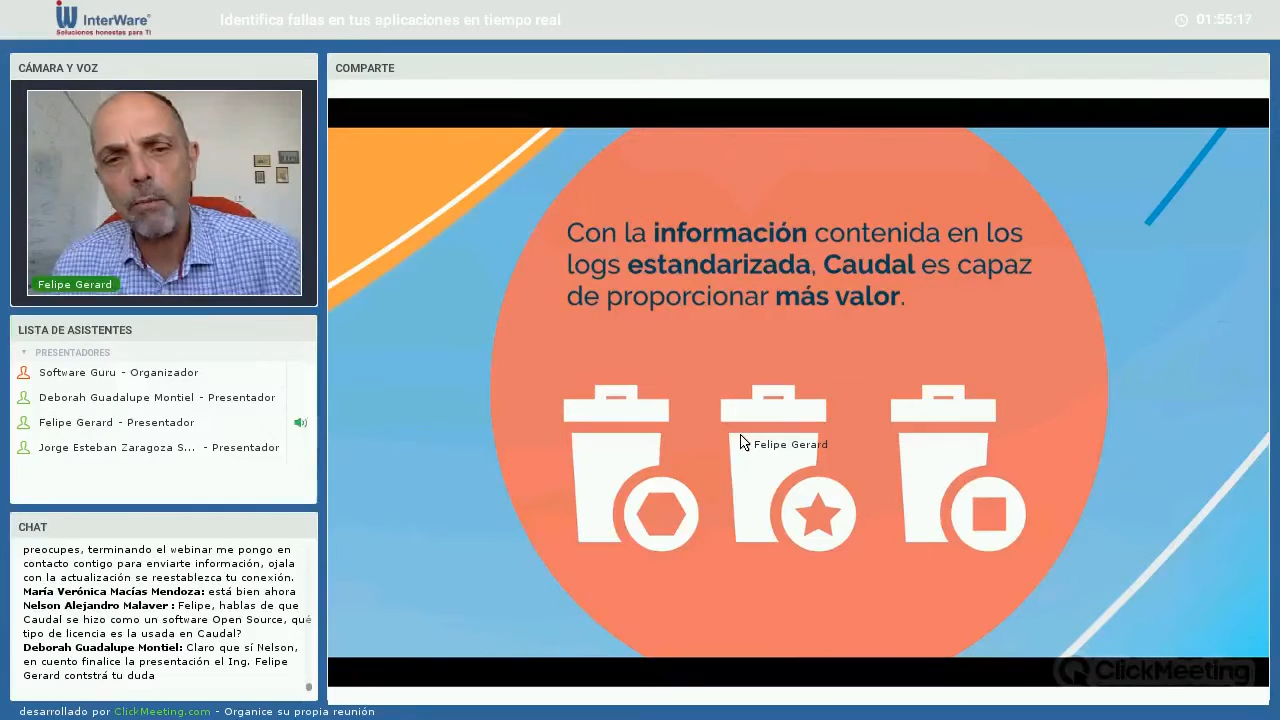 InterWare
Soluciones honestas para TI
Identifica fallas en tus aplicaciones en tiempo real
01:55:17
CÁMARA Y VOZ
Felipe Gerard
LISTA DE ASISTENTES
PRESENTADORES
Software Guru - Organizador
Deborah Guadalupe Montiel - Presentador
Felipe Gerard - Presentador
Jorge Esteban Zaragoza S... - Presentador
CHAT
preocupes, terminando el webinar me pongo en
contacto contigo para enviarte información, ojala
con la actualización se reestablezca tu conexión.
María Verónica Macías Mendoza: está bien ahora
Nelson Alejandro Malaver : Felipe, hablas de que
Caudal se hizo como un software Open Source, qué
tipo de licencia es la usada en Caudal?
Deborah Guadalupe Montiel: Claro que sí Nelson,
en cuento finalice la presentación el Ing. Felipe
Gerard contstrá tu duda
COMPARTE
Con la información contenida en los
logs estandarizada, Caudal es capaz
de proporcionar más valor.
Felipe Gerard
ClickMeeting
desarrollado por ClickMeeting.com - Organice su propia reunión